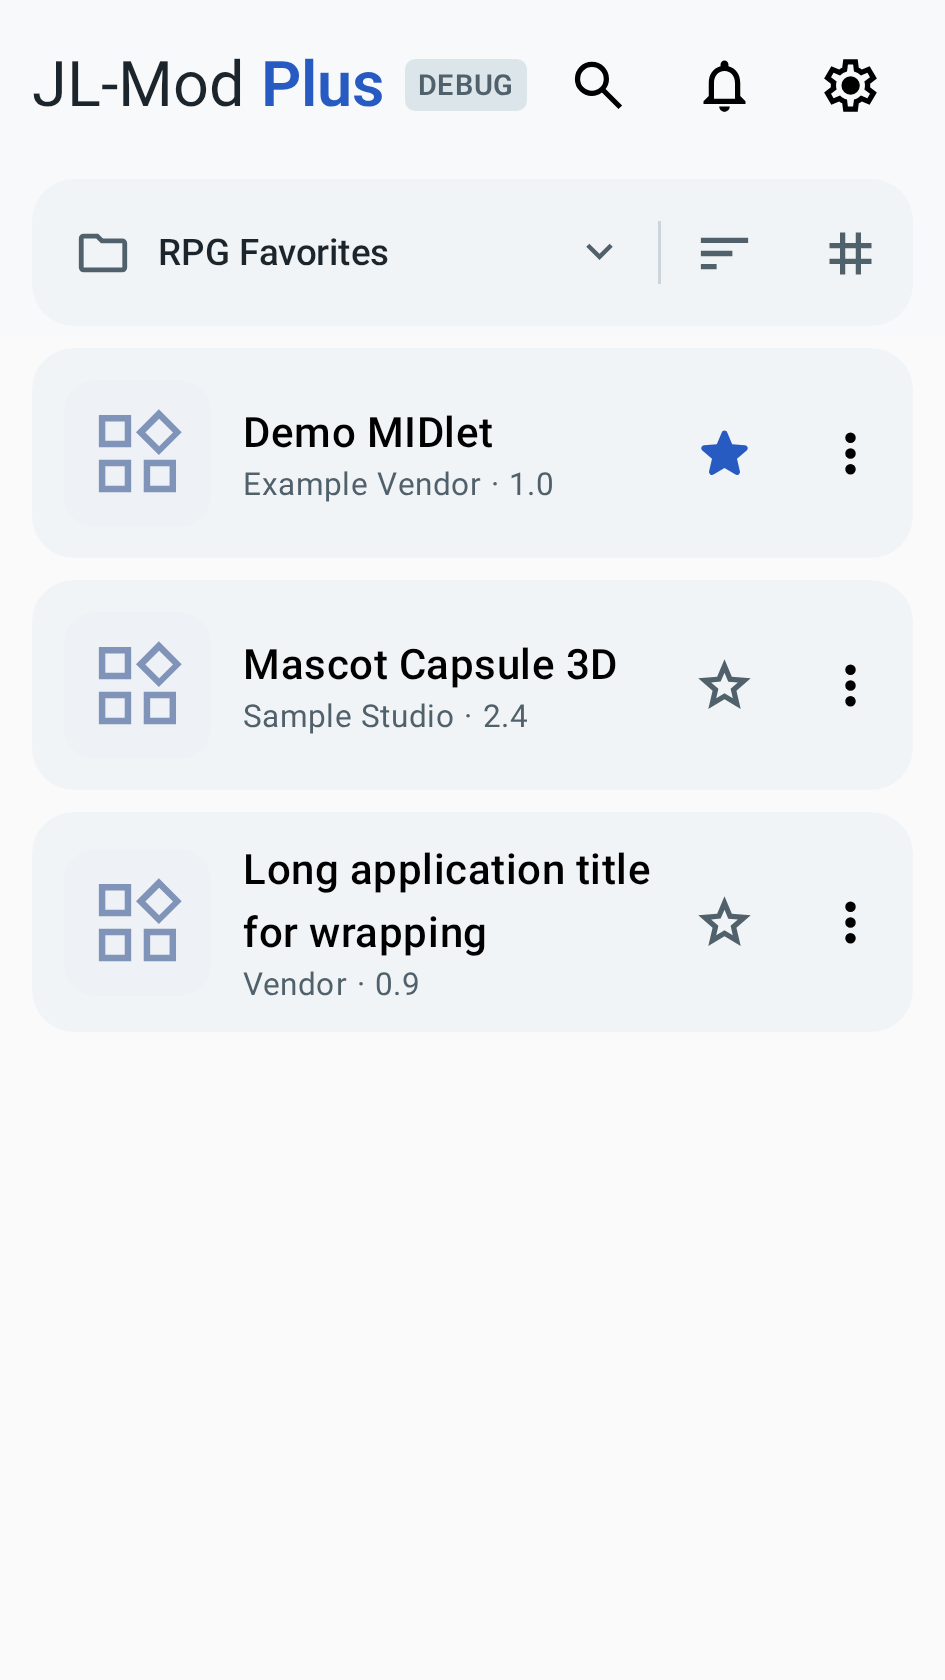 JL-Mod Plus DEBUG
RPG Favorites
Demo MIDlet
Example Vendor · 1.0
Mascot Capsule 3D
Sample Studio · 2.4
Long application title
for wrapping
Vendor · 0.9